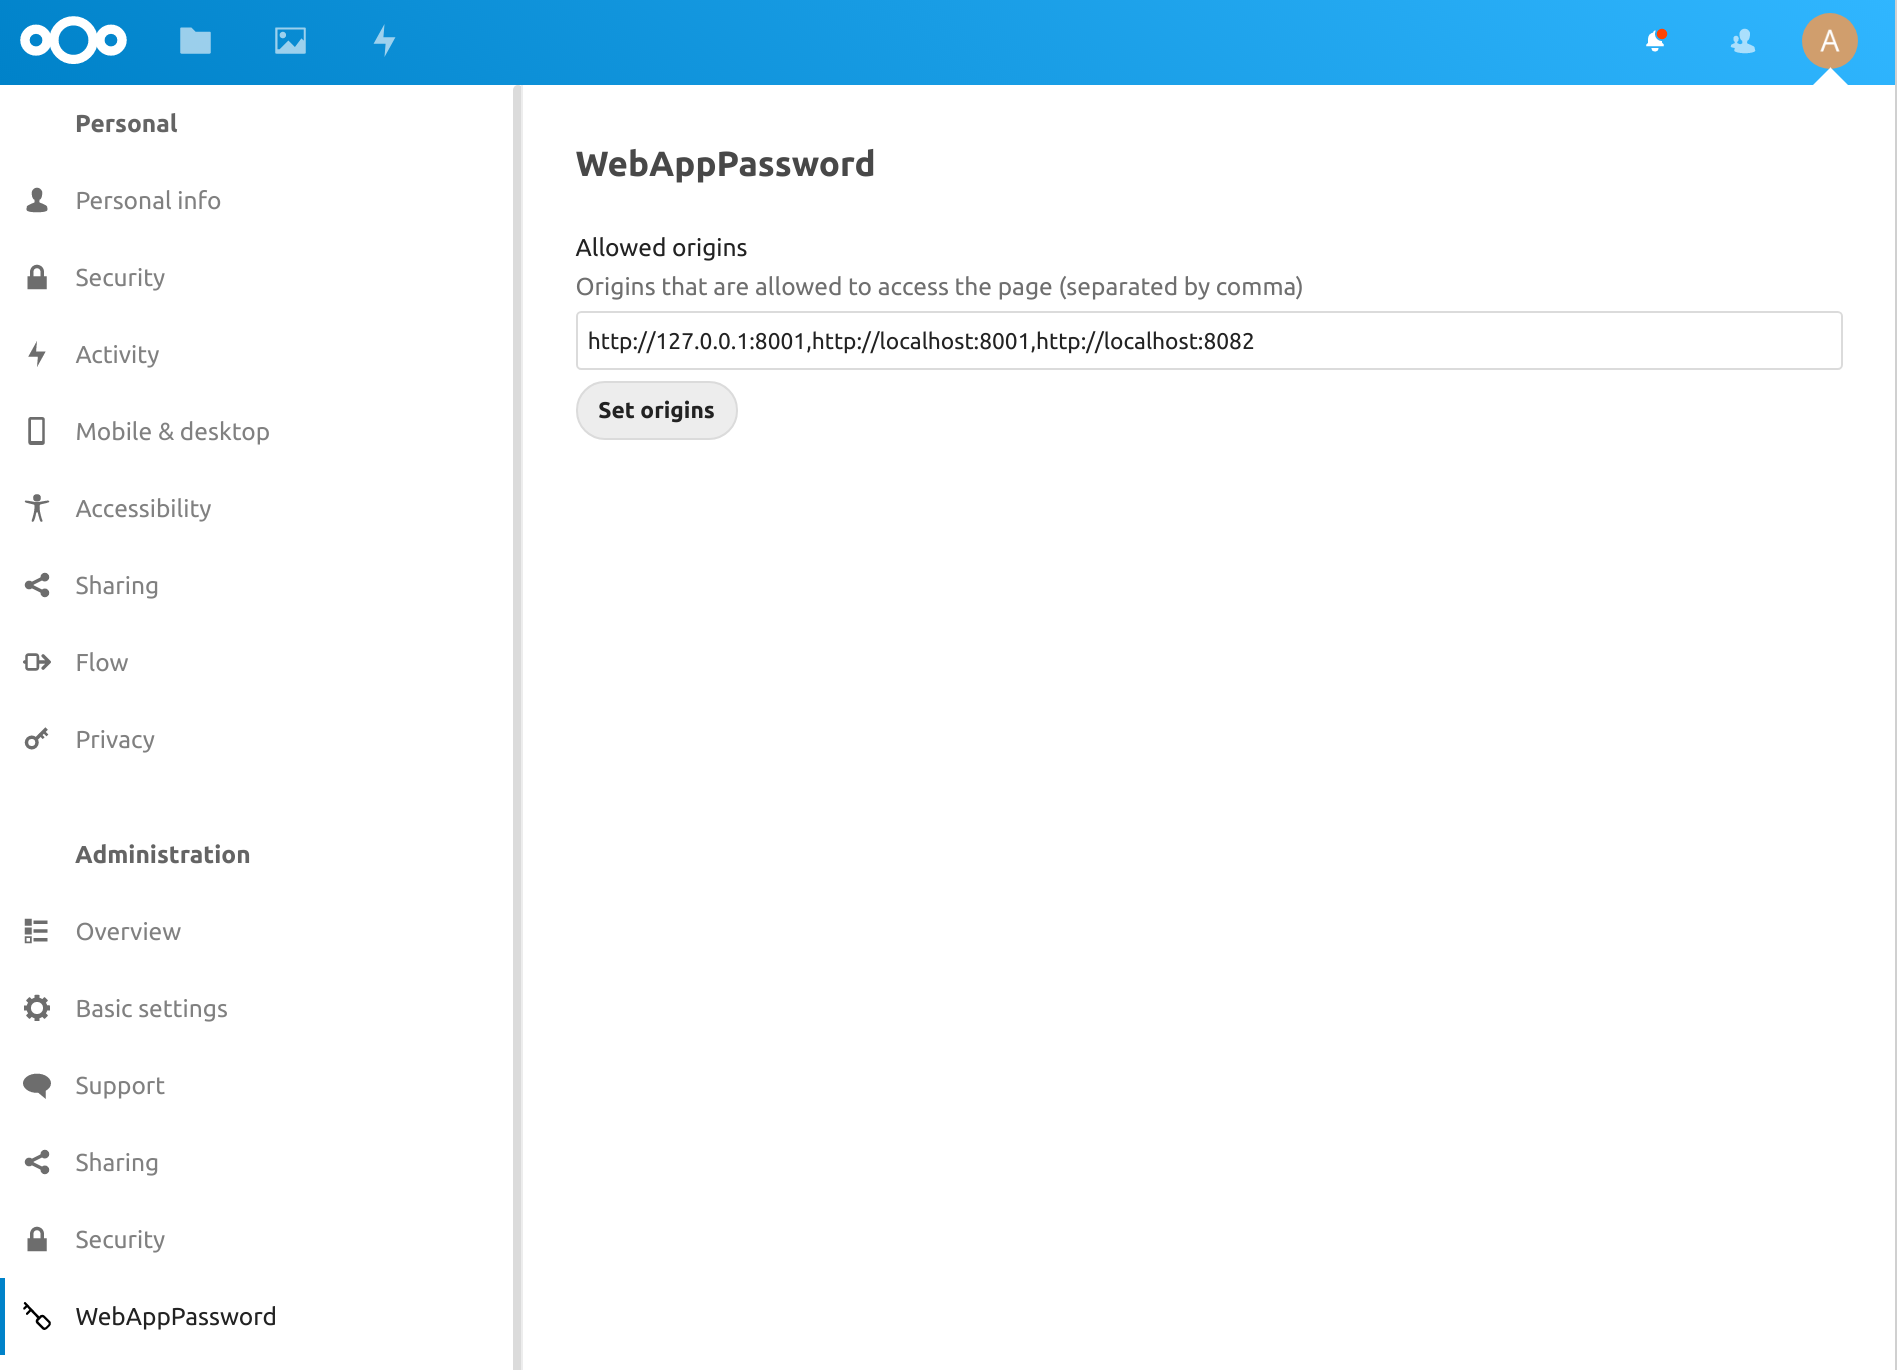 A
Personal
Personal info
Security
Activity
Mobile & desktop
Accessibility
Sharing
Flow
Privacy
Administration
Overview
Basic settings
Support
Sharing
Security
WebAppPassword
WebAppPassword
Allowed origins
Origins that are allowed to access the page (separated by comma)
http://127.0.0.1:8001,http://localhost:8001,http://localhost:8082
Set origins